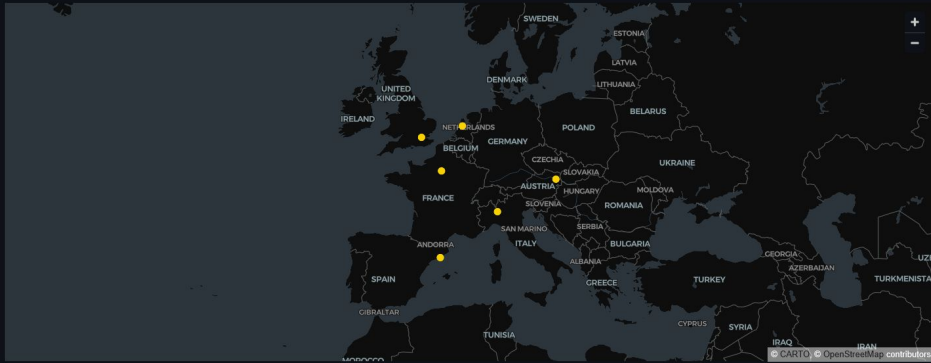 SWEDEN
ESTONIA
LATVIA
DENMARK
LITHUANIA
UNITED
KINGDOM
BELARUS
IRELAND
NETHERLANDS
POLAND
GERMANY
BELGIUM
CZECHIA
UKRAINE
SLOVAKIA
AUSTRIA
HUNGARY
MOLDOVA
FRANCE
SLOVENIA
ROMANIA
SAN MARINO
SERBIA
ANDORRA
ITALY
BULGARIA
GEORGIA
ALBANIA
AZERBAIJAN
SPAIN
GREECE
TURKEY
TURKMENISTA
UZ
GIBRALTAR
CYPRUS
SYRIA
TUNISIA
IRAQ
IRAN
MOROCCO
+
−
© CARTO, © OpenStreetMap contributors